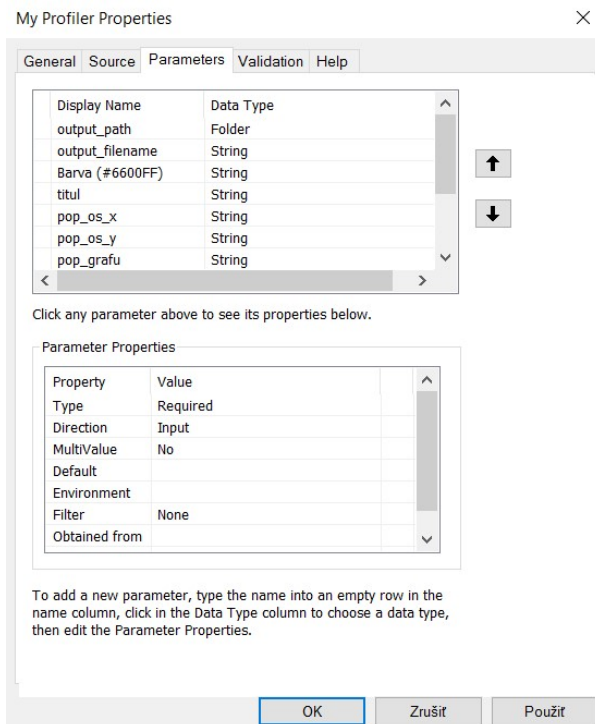 My Profiler Properties
General Source Parameters Validation Help
Display Name Data Type
output_path Folder
output_filename String
Barva (#6600FF) String
titul String
pop_os_x String
pop_os_y String
pop_grafu String
Click any parameter above to see its properties below.
Parameter Properties
Property Value
Type Required
Direction Input
MultiValue No
Default
Environment
Filter None
Obtained from
To add a new parameter, type the name into an empty row in the
name column, click in the Data Type column to choose a data type,
then edit the Parameter Properties.
OK Zrušiť Použiť